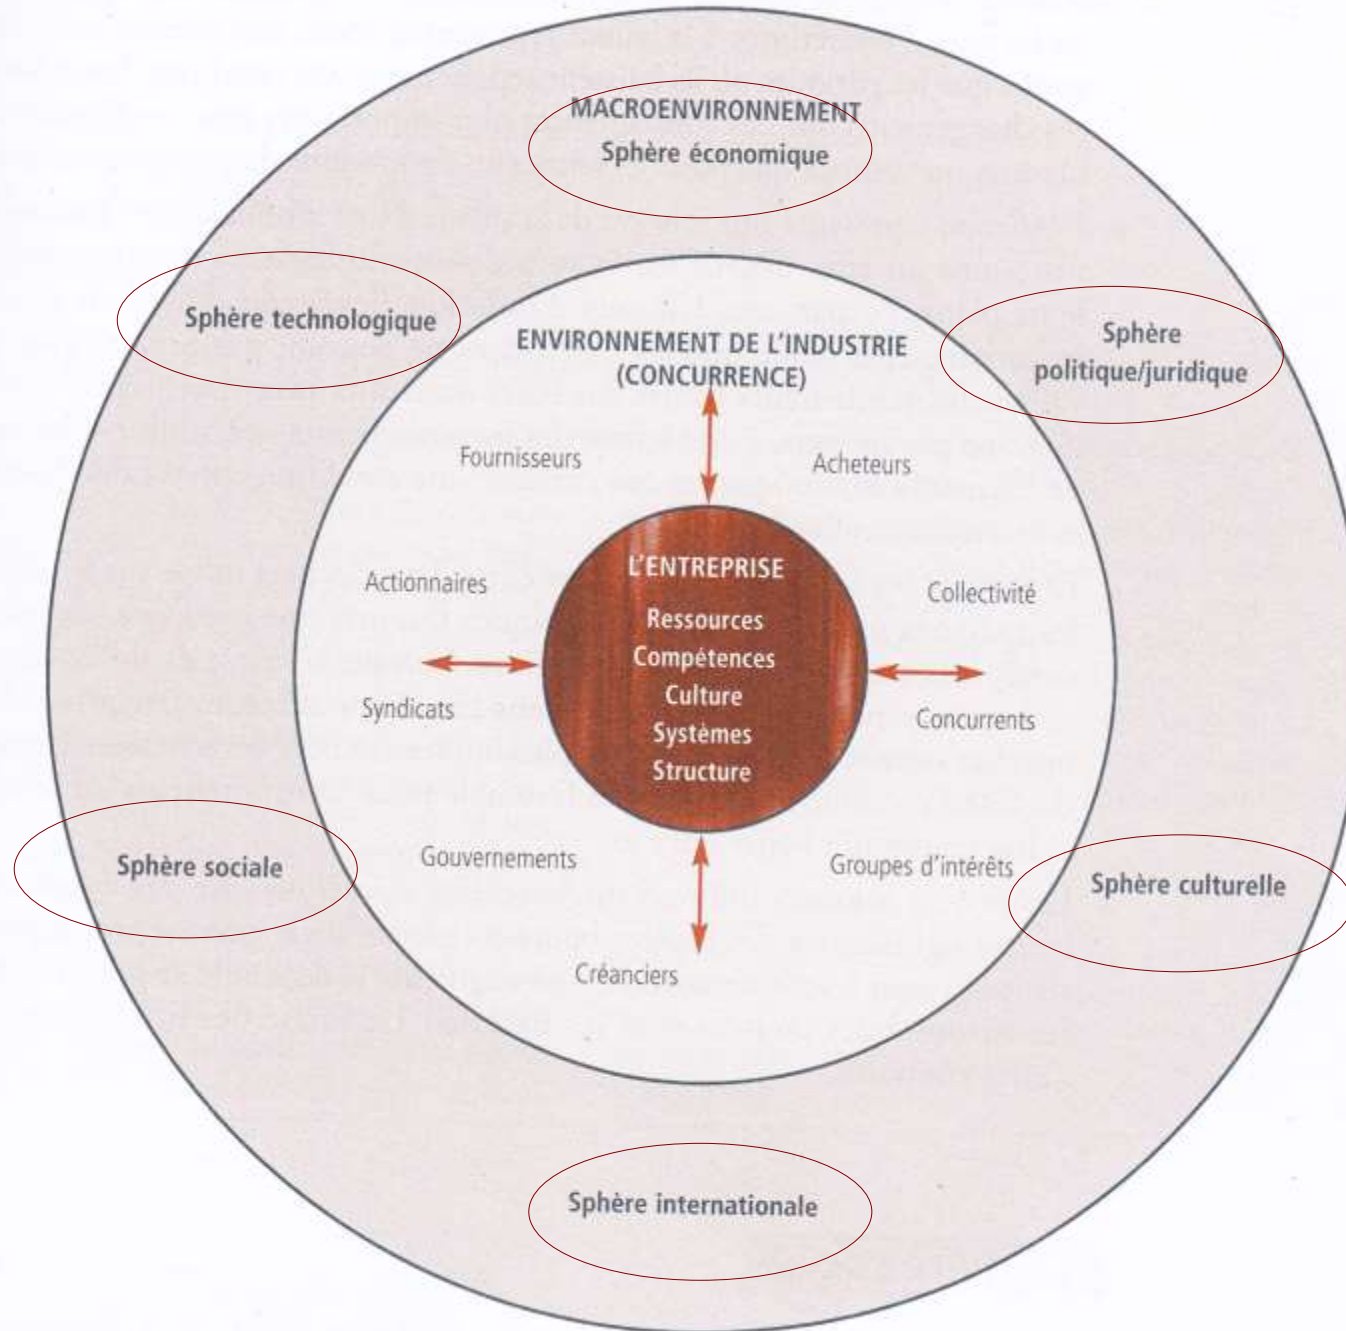 MACROENVIRONNEMENT
Sphère économique
Sphère technologique
Sphère
politique/juridique
ENVIRONNEMENT DE L'INDUSTRIE
(CONCURRENCE)
Fournisseurs
Acheteurs
L'ENTREPRISE
Actionnaires
Collectivité
Ressources
Compétences
Culture
Systèmes
Structure
Syndicats
Concurrents
Gouvernements
Groupes d'intérêts
Sphère sociale
Sphère culturelle
Créanciers
Sphère internationale